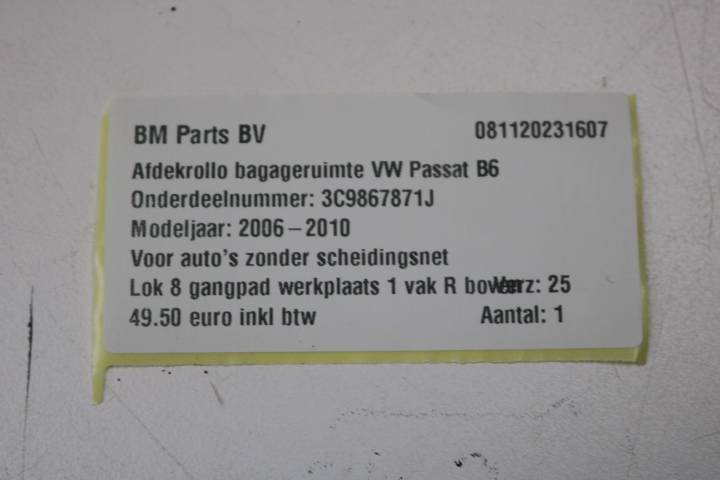 BM Parts BV 081120231607
Afdekrollo bagageruimte VW Passat B6
Onderdeelnummer: 3C9867871J
Modeljaar: 2006-2010
Voor auto's zonder scheidingsnet
Lok 8 gangpad werkplaats 1 vak R boven Verz: 25
49.50 euro inkl btw Aantal: 1